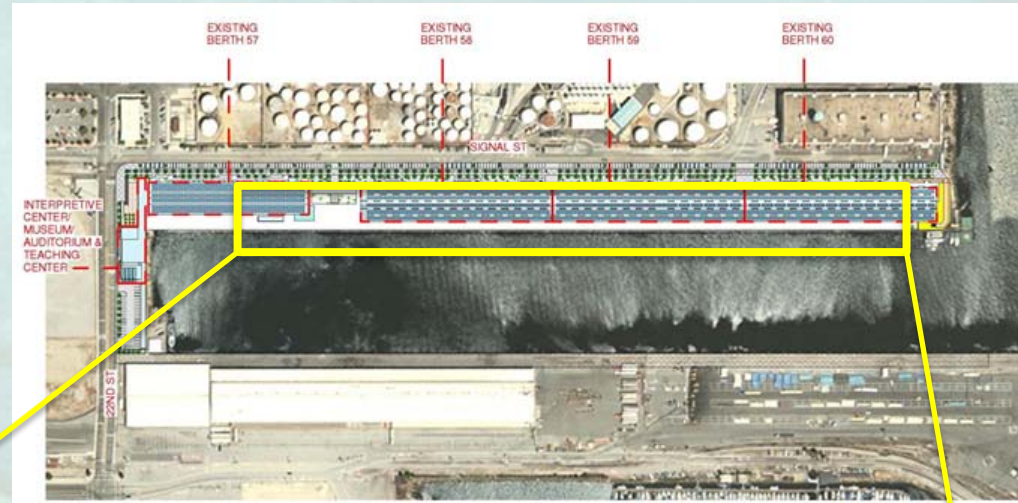 EXISTING
BERTH 57
EXISTING
BERTH 58
EXISTING
BERTH 59
EXISTING
BERTH 60
SIGNAL ST
INTERPRETIVE
CENTER/
MUSEUM/
AUDITORIUM &
TEACHING
CENTER
22ND ST